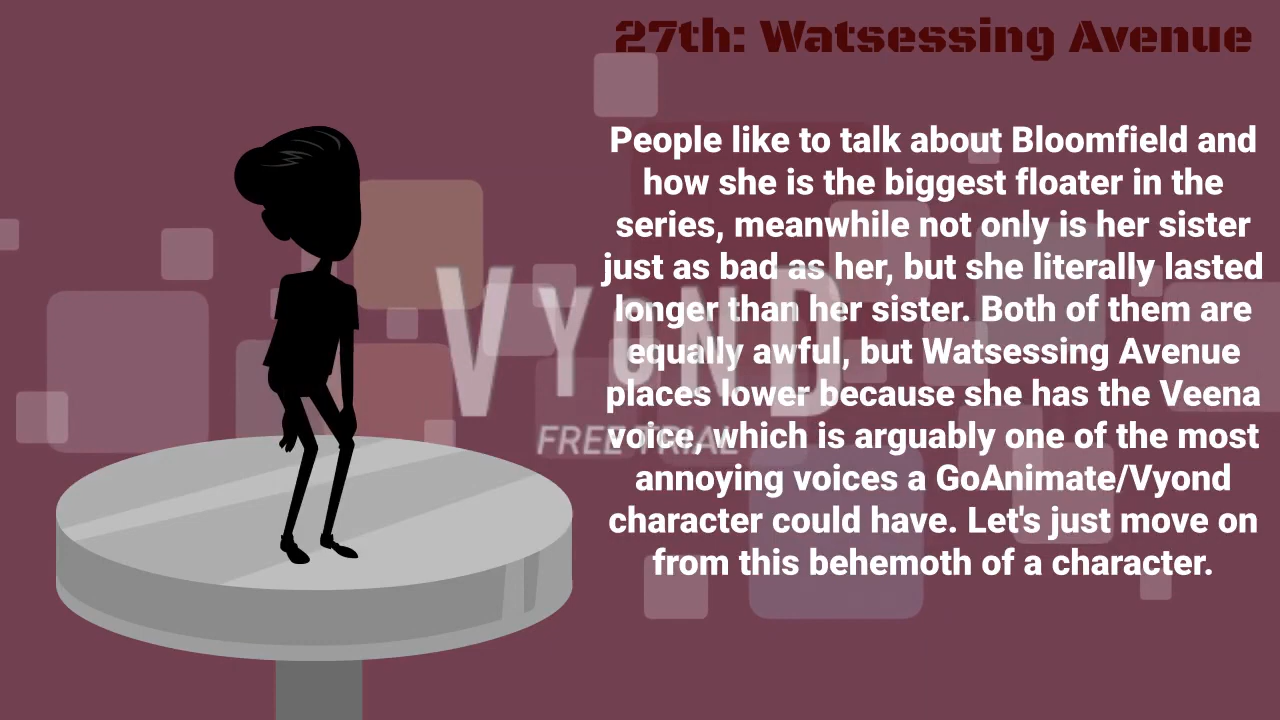 27th: Watsessing Avenue
People like to talk about Bloomfield and
how she is the biggest floater in the
series, meanwhile not only is her sister
just as bad as her, but she literally lasted
longer than her sister. Both of them are
equally awful, but Watsessing Avenue
places lower because she has the Veena
voice, which is arguably one of the most
annoying voices a GoAnimate/Vyond
character could have. Let's just move on
from this behemoth of a character.
VYOND
FREE TRIAL